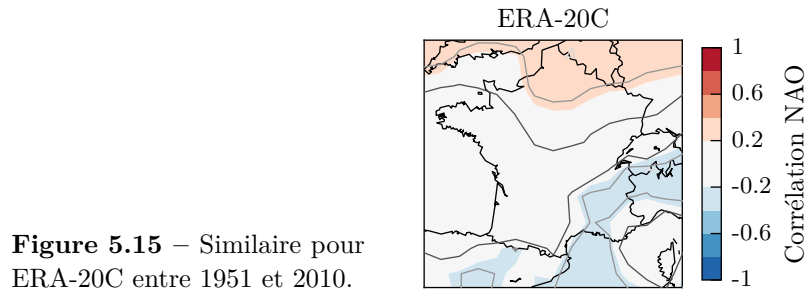 ERA-20C
1
0.6
0.2
-0.2
-0.6
-1
Corrélation NAO
Figure 5.15 – Similaire pour
ERA-20C entre 1951 et 2010.